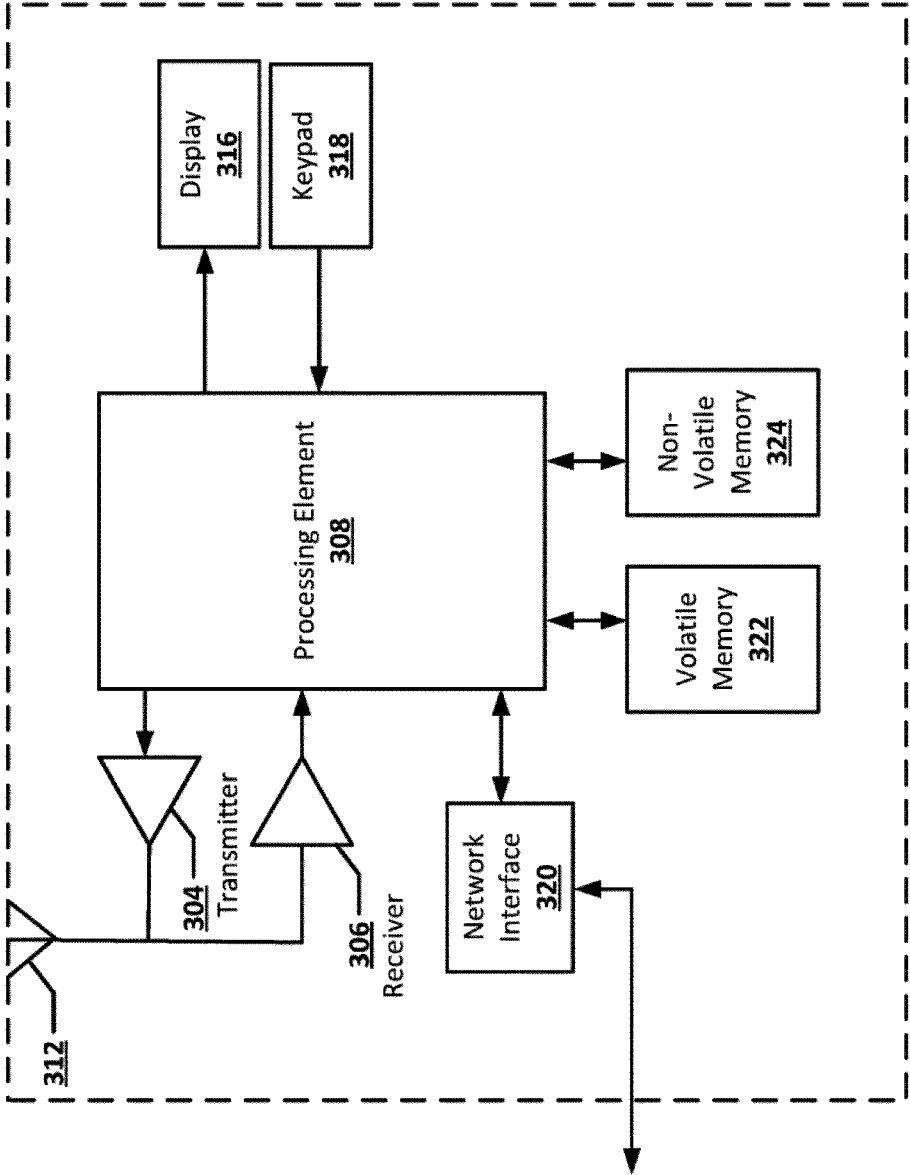 312
304
Transmitter
306
Receiver
Network
Interface
320
Processing Element
308
Volatile
Memory
322
Non-
Volatile
Memory
324
Display
316
Keypad
318